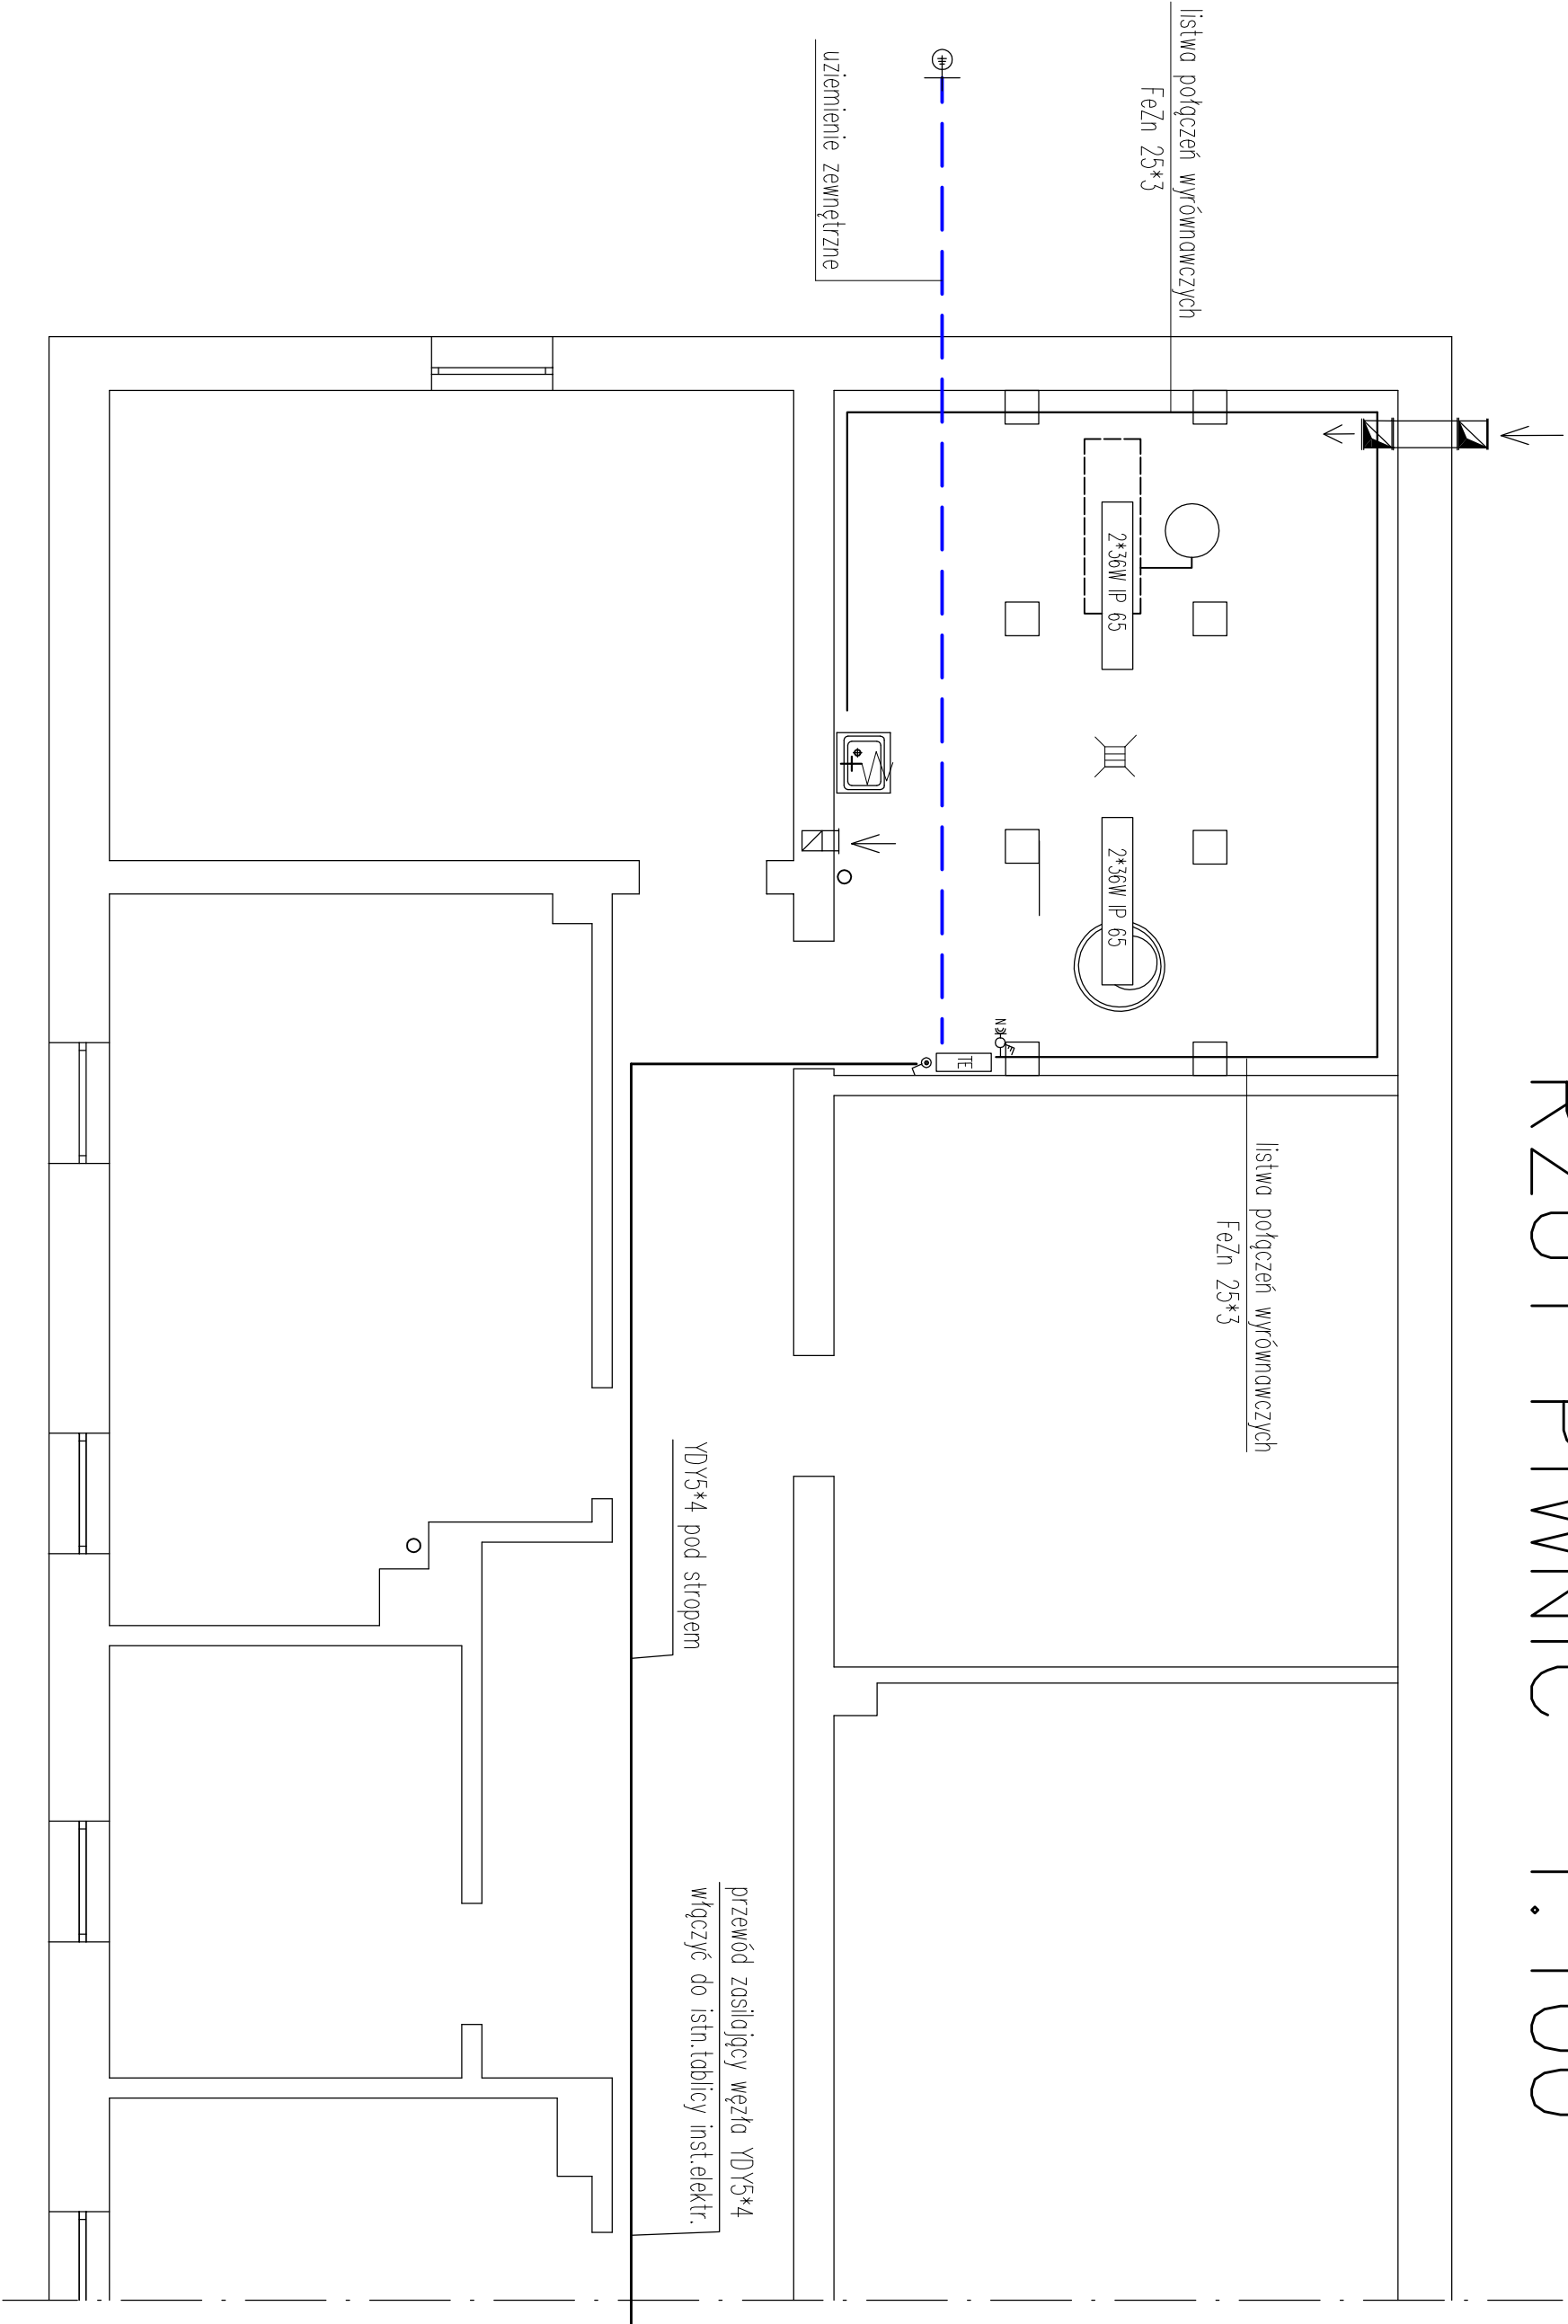 RZUT PIWNIC 1:100
listwa połączeń wyrównawczych
FeZn 25*3
uziemienie zewnętrzne
2*36W IP 65
2*36W IP 65
TE
listwa połączeń wyrównawczych
FeZn 25*3
YDY5*4 pod stropem
przewód zasilający węzła YDY5*4
włączyć do istn.tablicy inst.elektr.